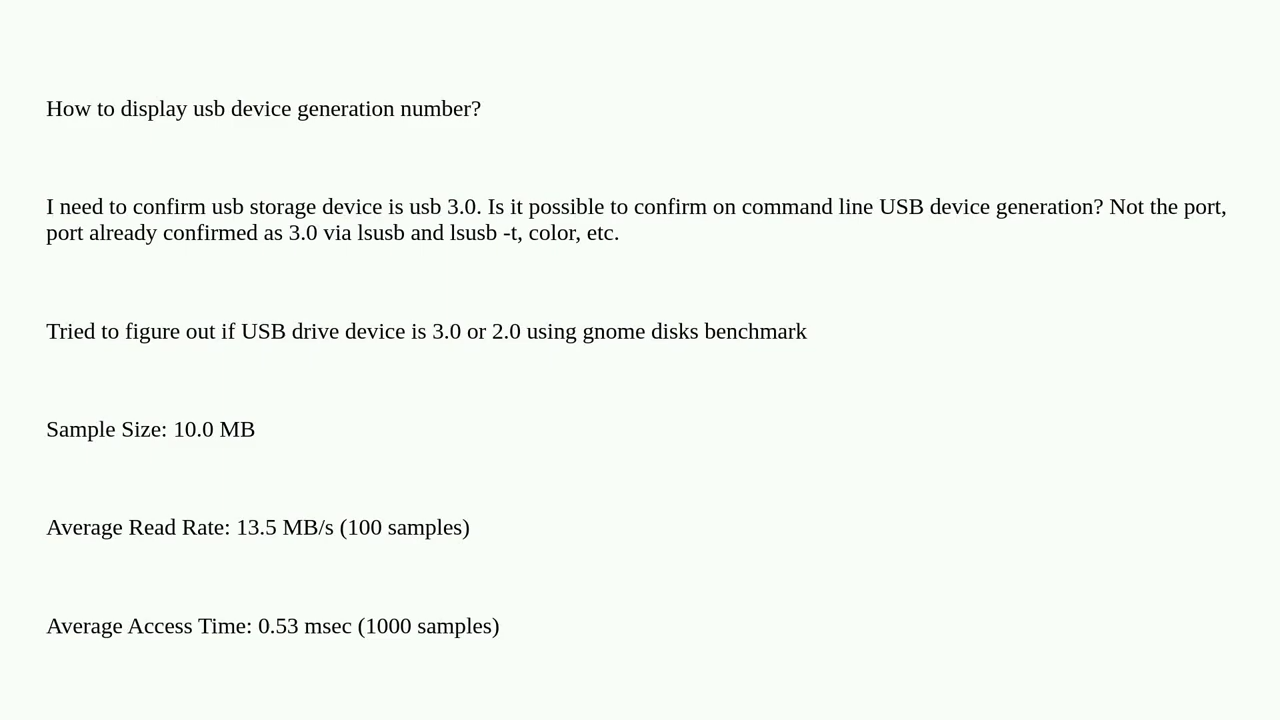 How to display usb device generation number?
I need to confirm usb storage device is usb 3.0. Is it possible to confirm on command line USB device generation? Not the port,
port already confirmed as 3.0 via lsusb and lsusb -t, color, etc.
Tried to figure out if USB drive device is 3.0 or 2.0 using gnome disks benchmark
Sample Size: 10.0 MB
Average Read Rate: 13.5 MB/s (100 samples)
Average Access Time: 0.53 msec (1000 samples)